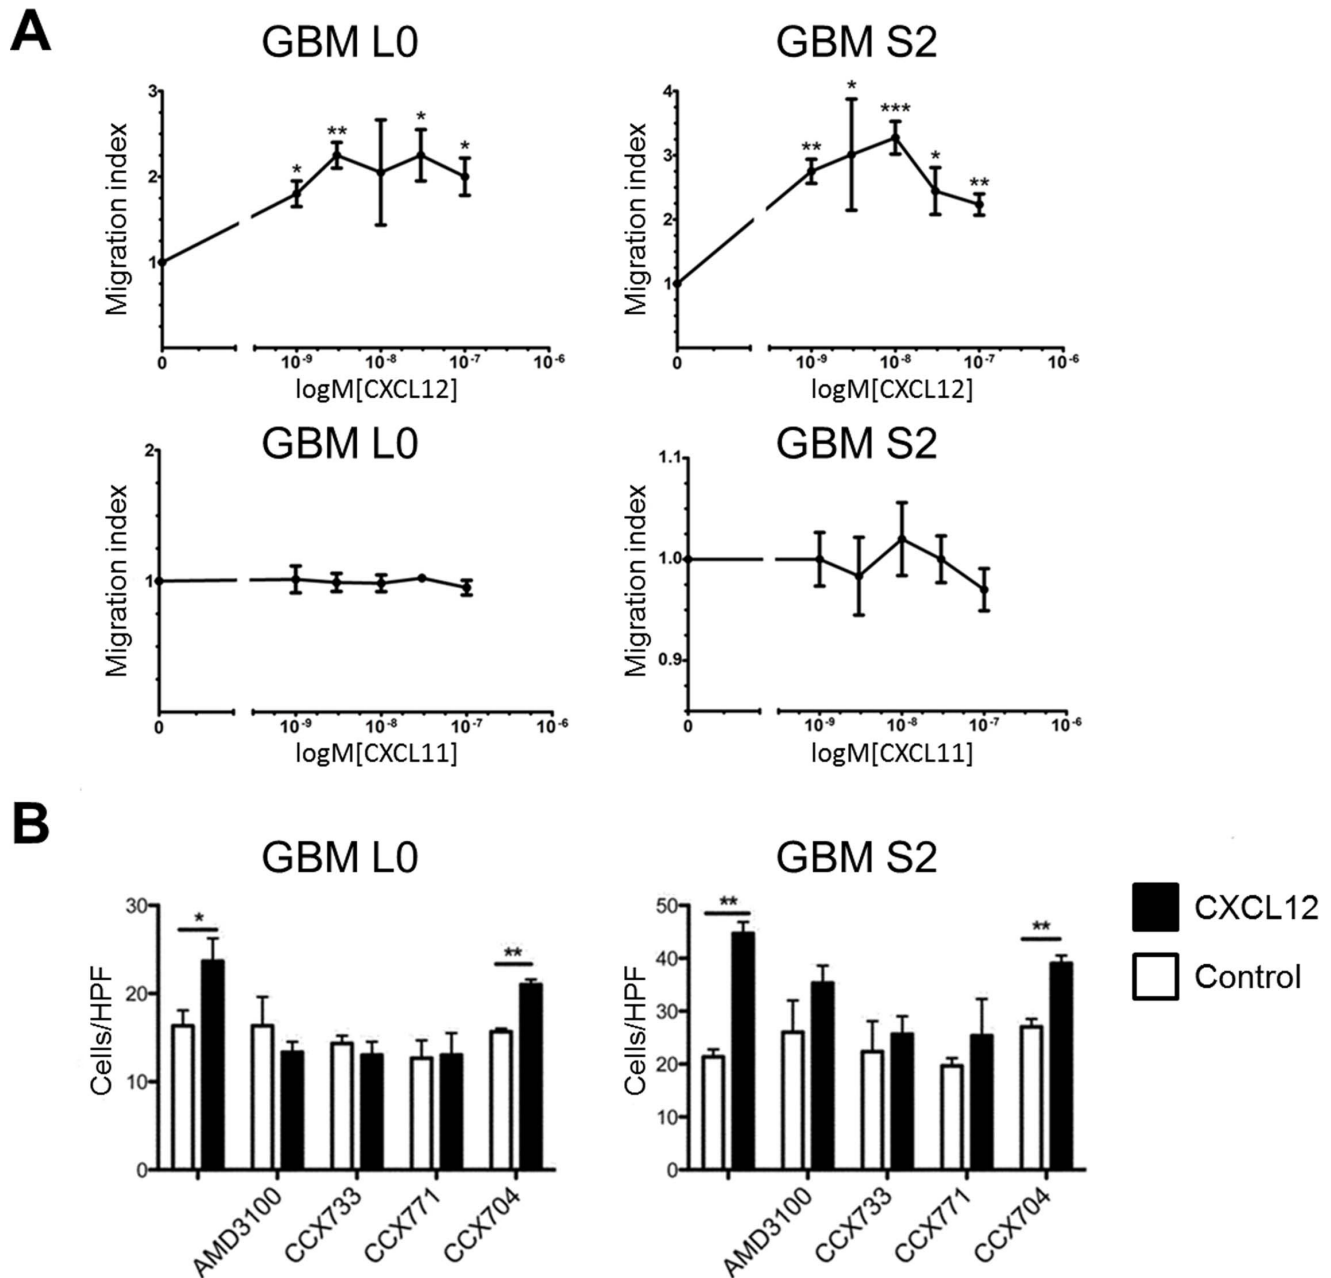 A
GBM L0
GBM S2
3
2
1
Migration index
* ** * *
0 10-9 10-8 10-7 10-6
logM[CXCL12]
4
3
2
1
Migration index
** * *** * **
0 10-9 10-8 10-7 10-6
logM[CXCL12]
GBM L0
GBM S2
2
1
Migration index
0 10-9 10-8 10-7 10-6
logM[CXCL11]
1.1
1.0
0.9
Migration index
0 10-9 10-8 10-7 10-6
logM[CXCL11]
B
GBM L0
GBM S2
30
20
10
0
Cells/HPF
* **
AMD3100 CCX733 CCX771 CCX704
50
40
30
20
10
0
Cells/HPF
** **
AMD3100 CCX733 CCX771 CCX704
CXCL12
Control